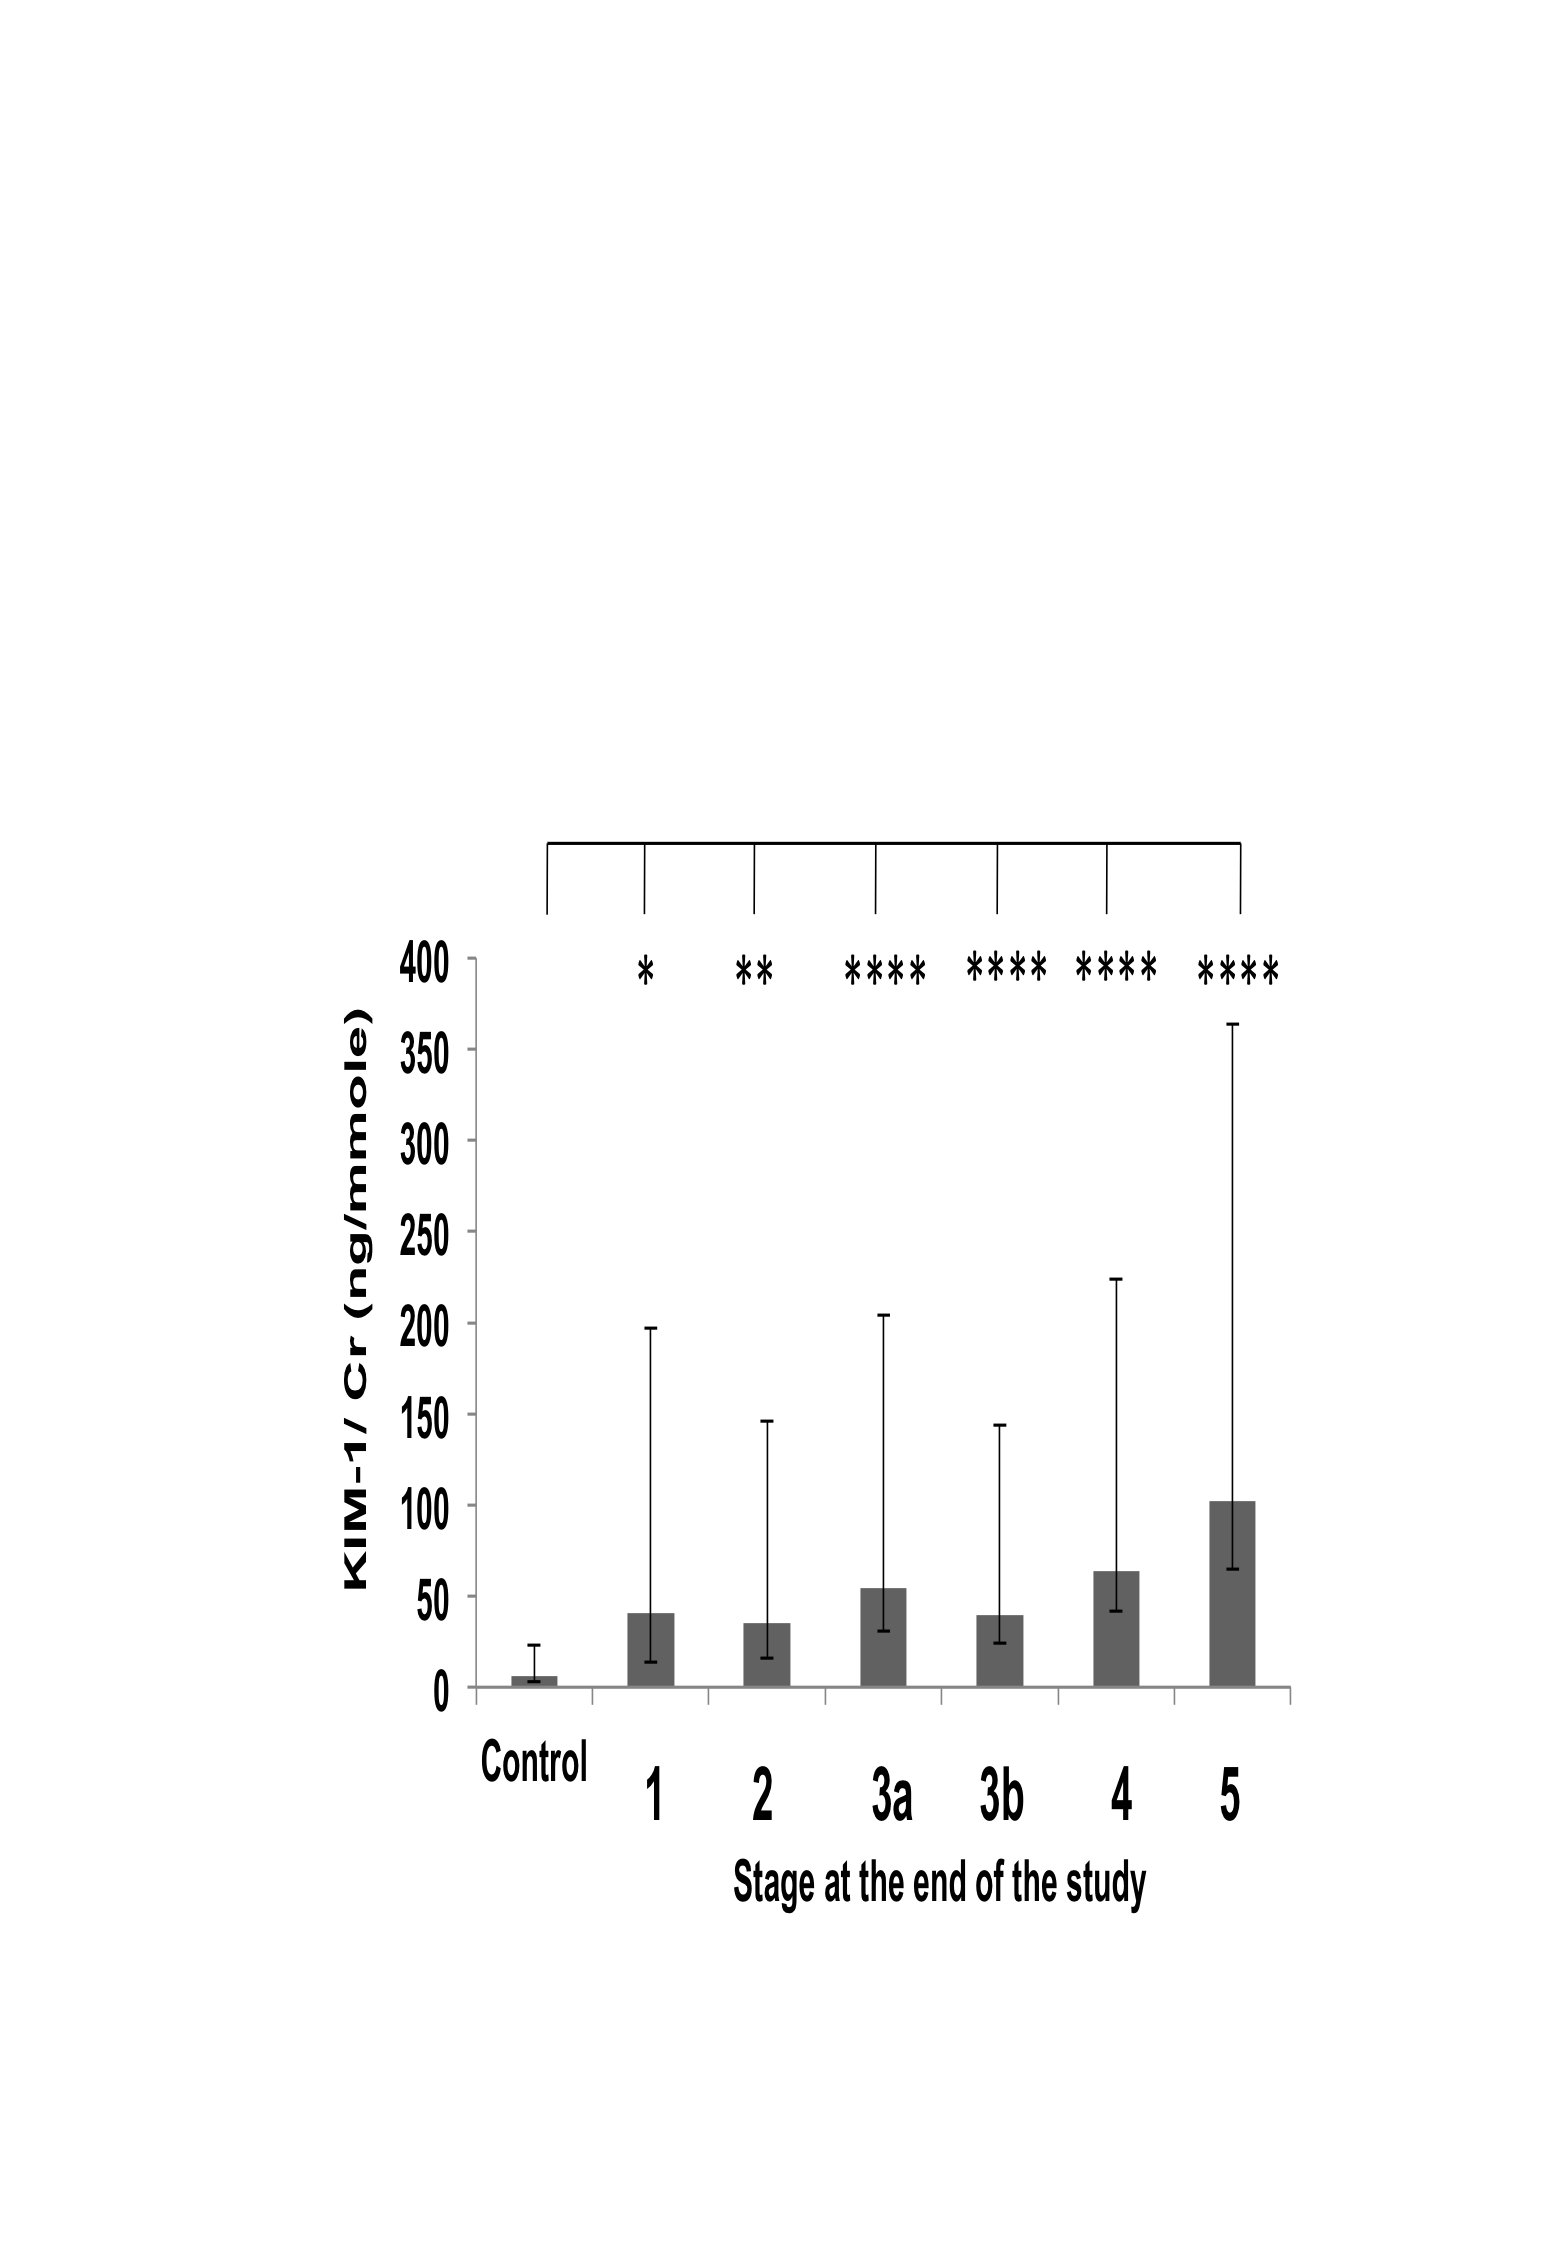 * ** **** **** **** ****
400
350
300
250
200
150
100
50
0
KIM-1/ Cr (ng/mmole)
Control 1 2 3a 3b 4 5
Stage at the end of the study